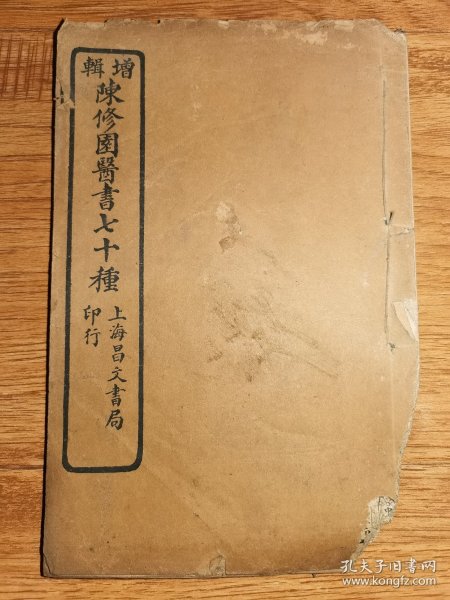 增輯
陳修園醫書七十種
上海昌文書局
印行
孔夫子旧书网
www.kongfz.com